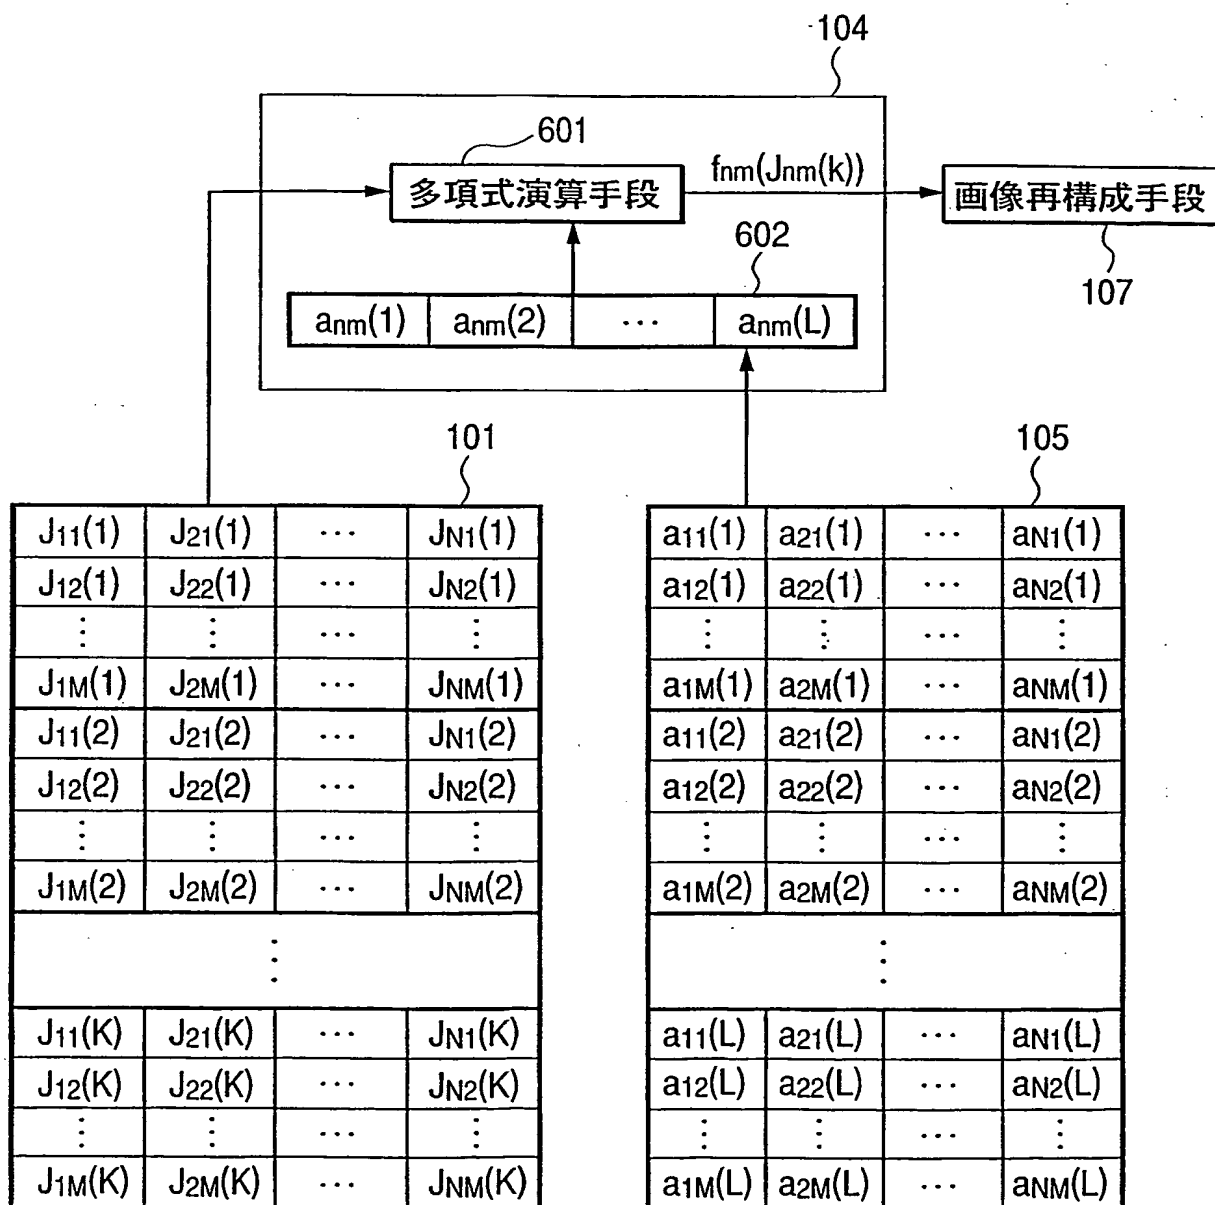 104
601
多項式演算手段
fnm(Jnm(k))
画像再構成手段
107
602
anm(1) anm(2) ··· anm(L)
101
J11(1) J21(1) ··· JN1(1)
J12(1) J22(1) ··· JN2(1)
⋮ ⋮ ··· ⋮
J1M(1) J2M(1) ··· JNM(1)
J11(2) J21(2) ··· JN1(2)
J12(2) J22(2) ··· JN2(2)
⋮ ⋮ ··· ⋮
J1M(2) J2M(2) ··· JNM(2)
⋮
J11(K) J21(K) ··· JN1(K)
J12(K) J22(K) ··· JN2(K)
⋮ ⋮ ··· ⋮
J1M(K) J2M(K) ··· JNM(K)
105
a11(1) a21(1) ··· aN1(1)
a12(1) a22(1) ··· aN2(1)
⋮ ⋮ ··· ⋮
a1M(1) a2M(1) ··· aNM(1)
a11(2) a21(2) ··· aN1(2)
a12(2) a22(2) ··· aN2(2)
⋮ ⋮ ··· ⋮
a1M(2) a2M(2) ··· aNM(2)
⋮
a11(L) a21(L) ··· aN1(L)
a12(L) a22(L) ··· aN2(L)
⋮ ⋮ ··· ⋮
a1M(L) a2M(L) ··· aNM(L)